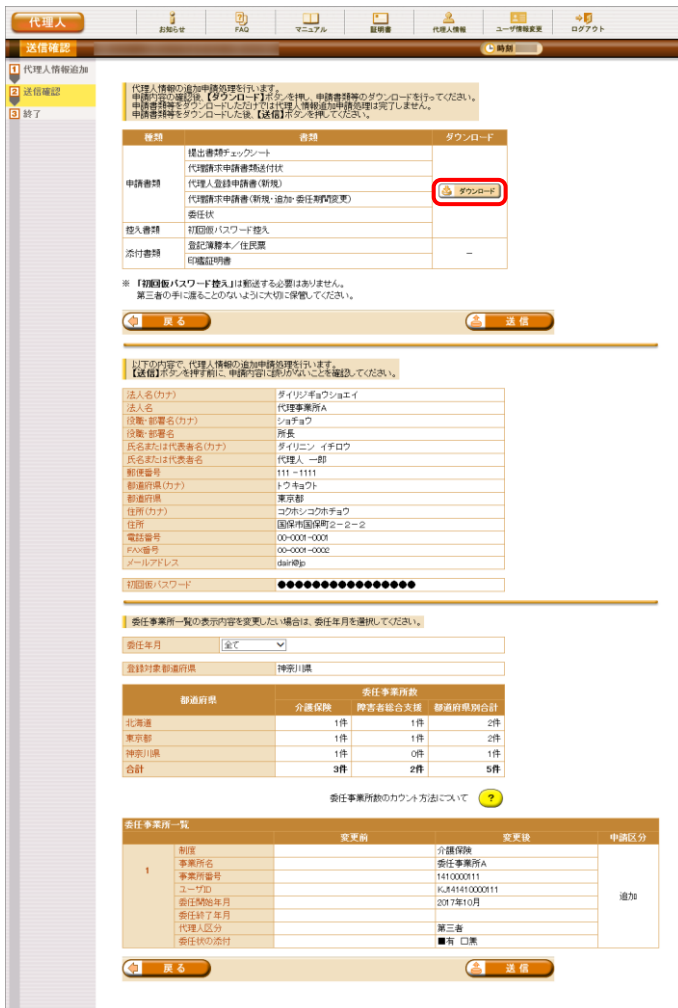 代理人
お知らせ
FAQ
マニュアル
証明書
代理人情報
ユーザ情報変更
ログアウト
送信確認
時刻
1 代理人情報追加
2 送信確認
3 終了
代理人情報の追加申請処理を行います。
申請内容の確認後、【ダウンロード】ボタンを押し、申請書類等のダウンロードを行ってください。
申請書類等をダウンロードしただけでは代理人情報追加申請処理は完了しません。
申請書類等をダウンロードした後、【送信】ボタンを押してください。
種類 書類 ダウンロード
申請書類
提出書類チェックシート
代理請求申請書類送付状
代理人登録申請書(新規)
代理請求申請書(新規・追加・委任期間変更)
委任状
ダウンロード
控え書類 初回仮パスワード控え
添付書類
登記簿謄本/住民票
印鑑証明書
－
※ 「初回仮パスワード控え」は郵送する必要はありません。
第三者の手に渡ることのないように大切に保管してください。
戻る 送信
以下の内容で、代理人情報の追加申請処理を行います。
【送信】ボタンを押す前に、申請内容に誤りがないことを確認してください。
法人名(カナ) ダイリジギョウショエイ
法人名 代理事業所A
役職・部署名(カナ) ショチョウ
役職・部署名 所長
氏名または代表者名(カナ) ダイリニン イチロウ
氏名または代表者名 代理人 一郎
郵便番号 111 -1111
都道府県(カナ) トウキョウト
都道府県 東京都
住所(カナ) コクホシコクホチョウ
住所 国保市国保町2-2-2
電話番号 00-0001-0001
FAX番号 00-0001-0002
メールアドレス dairi@jp
初回仮パスワード ●●●●●●●●●●●●●●●●
委任事業所一覧の表示内容を変更したい場合は、委任年月を選択してください。
委任年月 全て
登録対象都道府県 神奈川県
都道府県 委任事業所数
介護保険 障害者総合支援 都道府県別合計
北海道 1件 1件 2件
東京都 1件 1件 2件
神奈川県 1件 0件 1件
合計 3件 2件 5件
委任事業所数のカウント方法について ?
委任事業所一覧
変更前 変更後 申請区分
1
制度 介護保険
事業所名 委任事業所A
事業所番号 1410000111
ユーザID KJ141410000111
委任開始年月 2017年10月
委任終了年月
代理人区分 第三者
委任状の添付 ■有 □無
追加
戻る 送信